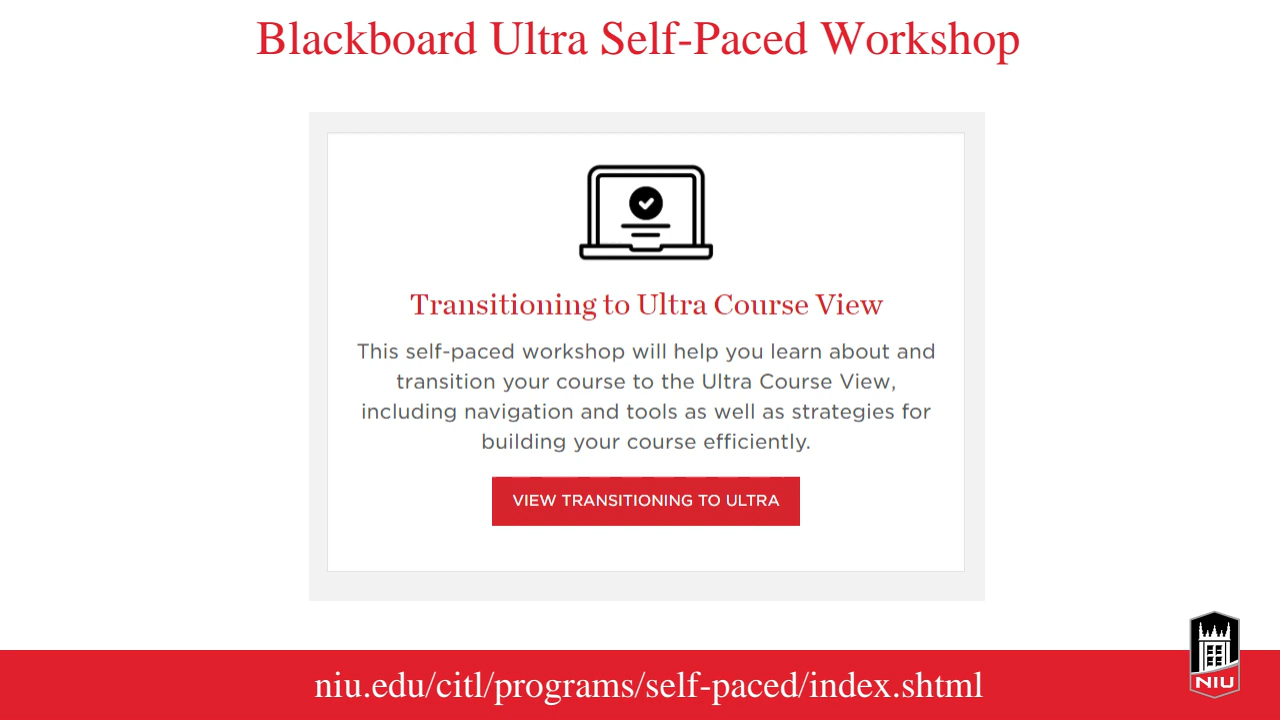 Blackboard Ultra Self-Paced Workshop
Transitioning to Ultra Course View
This self-paced workshop will help you learn about and
transition your course to the Ultra Course View,
including navigation and tools as well as strategies for
building your course efficiently.
VIEW TRANSITIONING TO ULTRA
niu.edu/citl/programs/self-paced/index.shtml
NIU